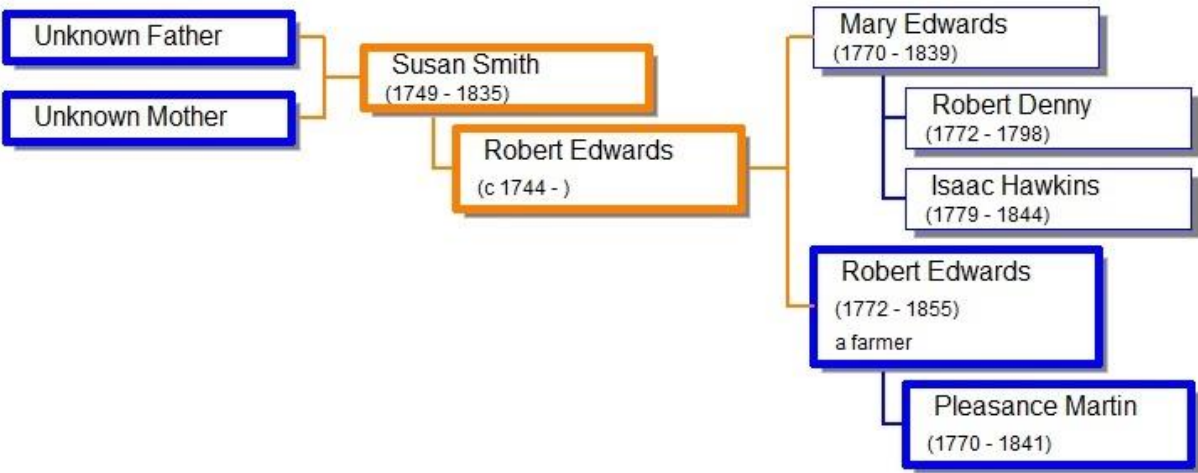 Unknown Father
Unknown Mother
Susan Smith
(1749 - 1835)
Robert Edwards
(c 1744 - )
Mary Edwards
(1770 - 1839)
Robert Denny
(1772 - 1798)
Isaac Hawkins
(1779 - 1844)
Robert Edwards
(1772 - 1855)
a farmer
Pleasance Martin
(1770 - 1841)